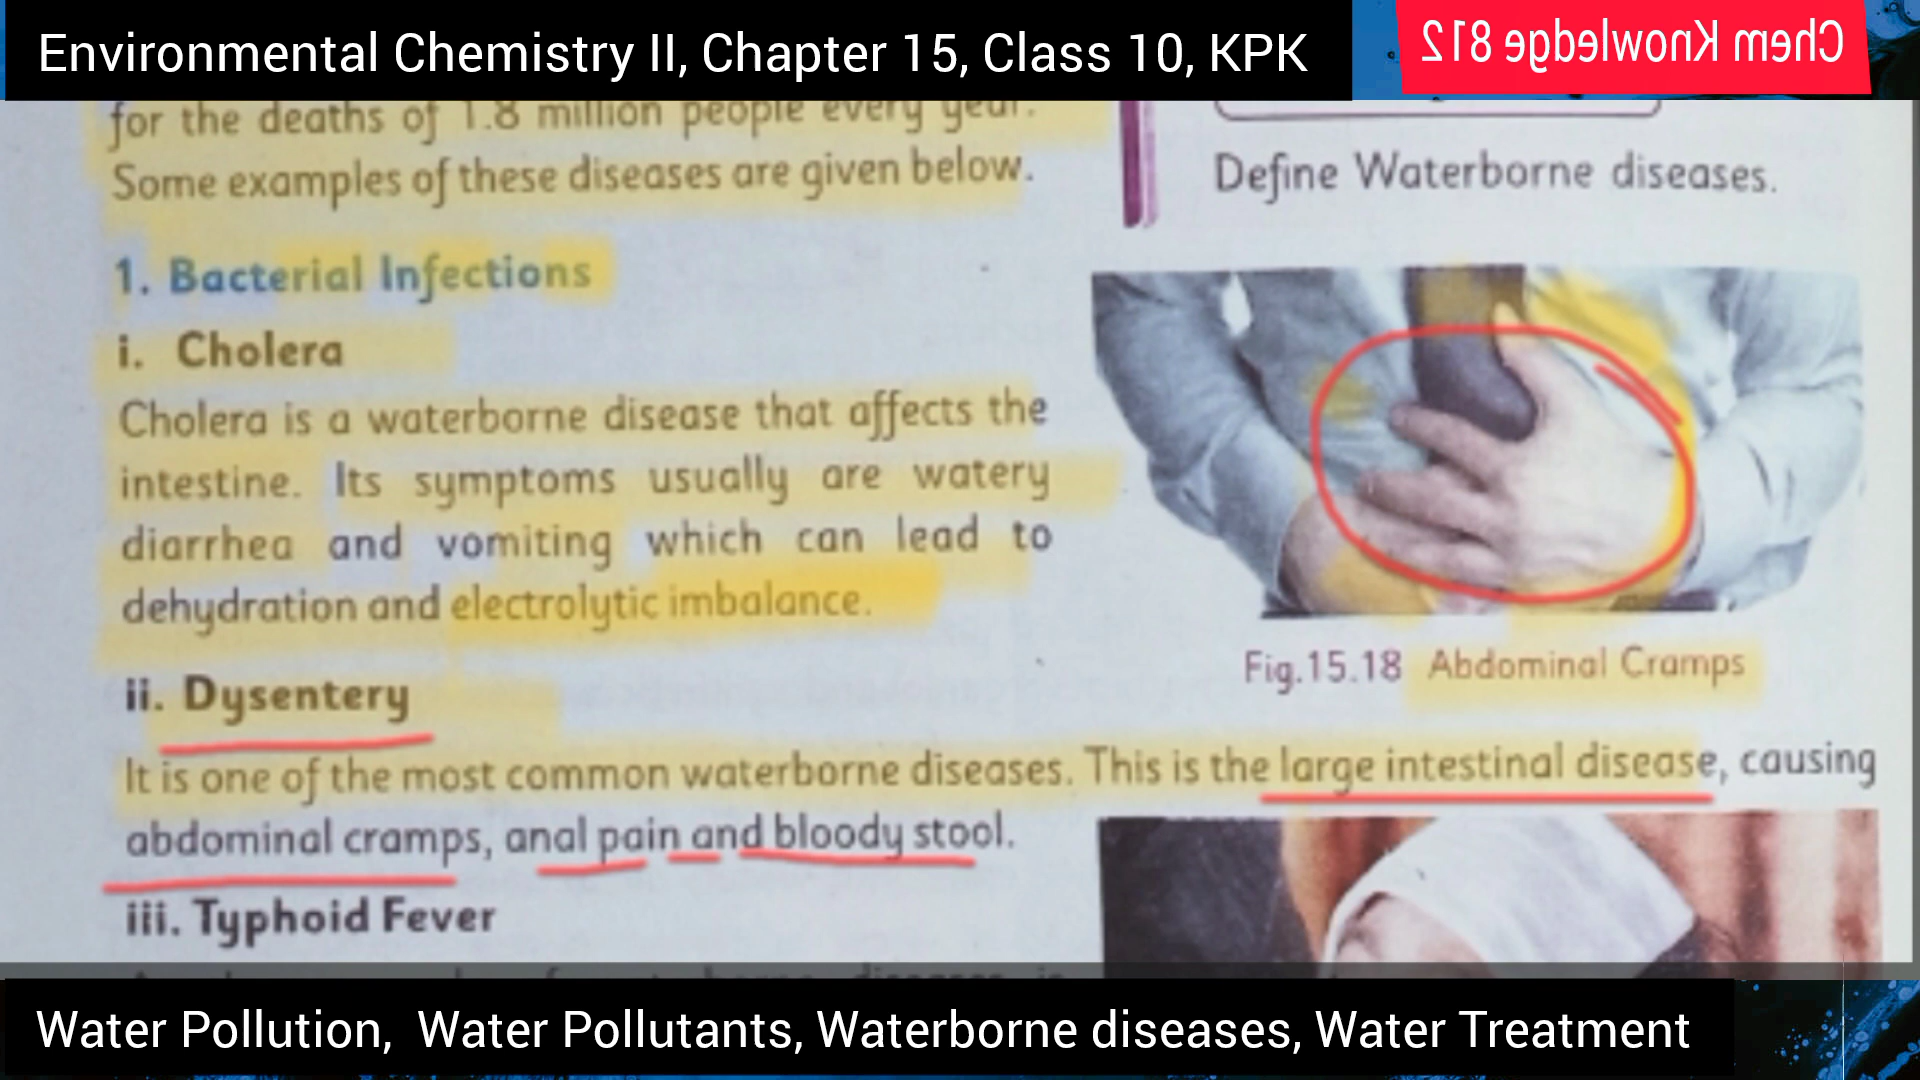 Environmental Chemistry II, Chapter 15, Class 10, KPK
Chem Knowledge 812
for the deaths of 1.8 million people every year.
Some examples of these diseases are given below.
Define Waterborne diseases.
1. Bacterial Infections
i. Cholera
Cholera is a waterborne disease that affects the
intestine. Its symptoms usually are watery
diarrhea and vomiting which can lead to
dehydration and electrolytic imbalance.
Fig.15.18 Abdominal Cramps
ii. Dysentery
It is one of the most common waterborne diseases. This is the large intestinal disease, causing
abdominal cramps, anal pain and bloody stool.
iii. Typhoid Fever
Water Pollution, Water Pollutants, Waterborne diseases, Water Treatment